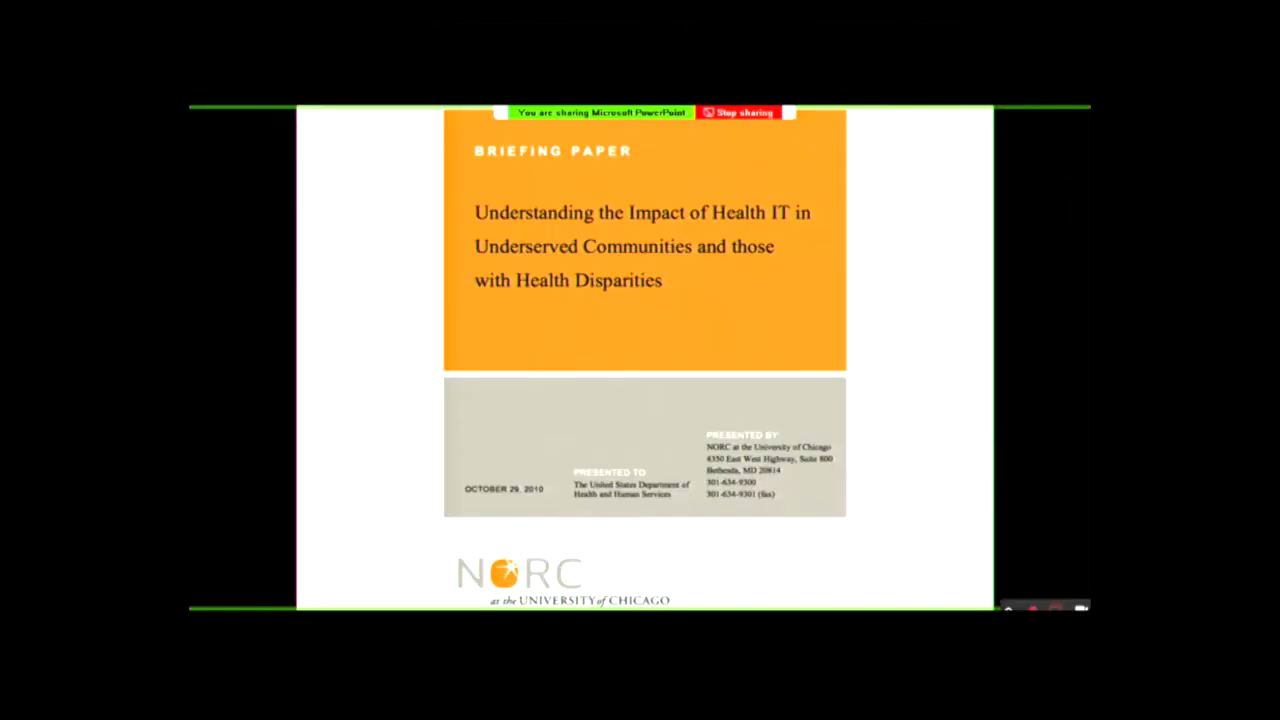 You are sharing Microsoft PowerPoint Stop sharing
BRIEFING PAPER
Understanding the Impact of Health IT in
Underserved Communities and those
with Health Disparities
PRESENTED BY:
NORC at the University of Chicago
4350 East West Highway, Suite 800
Bethesda, MD 20814
301-634-9300
301-634-9301 (fax)
PRESENTED TO:
The United States Department of
Health and Human Services
OCTOBER 29, 2010
NORC
at the UNIVERSITY of CHICAGO